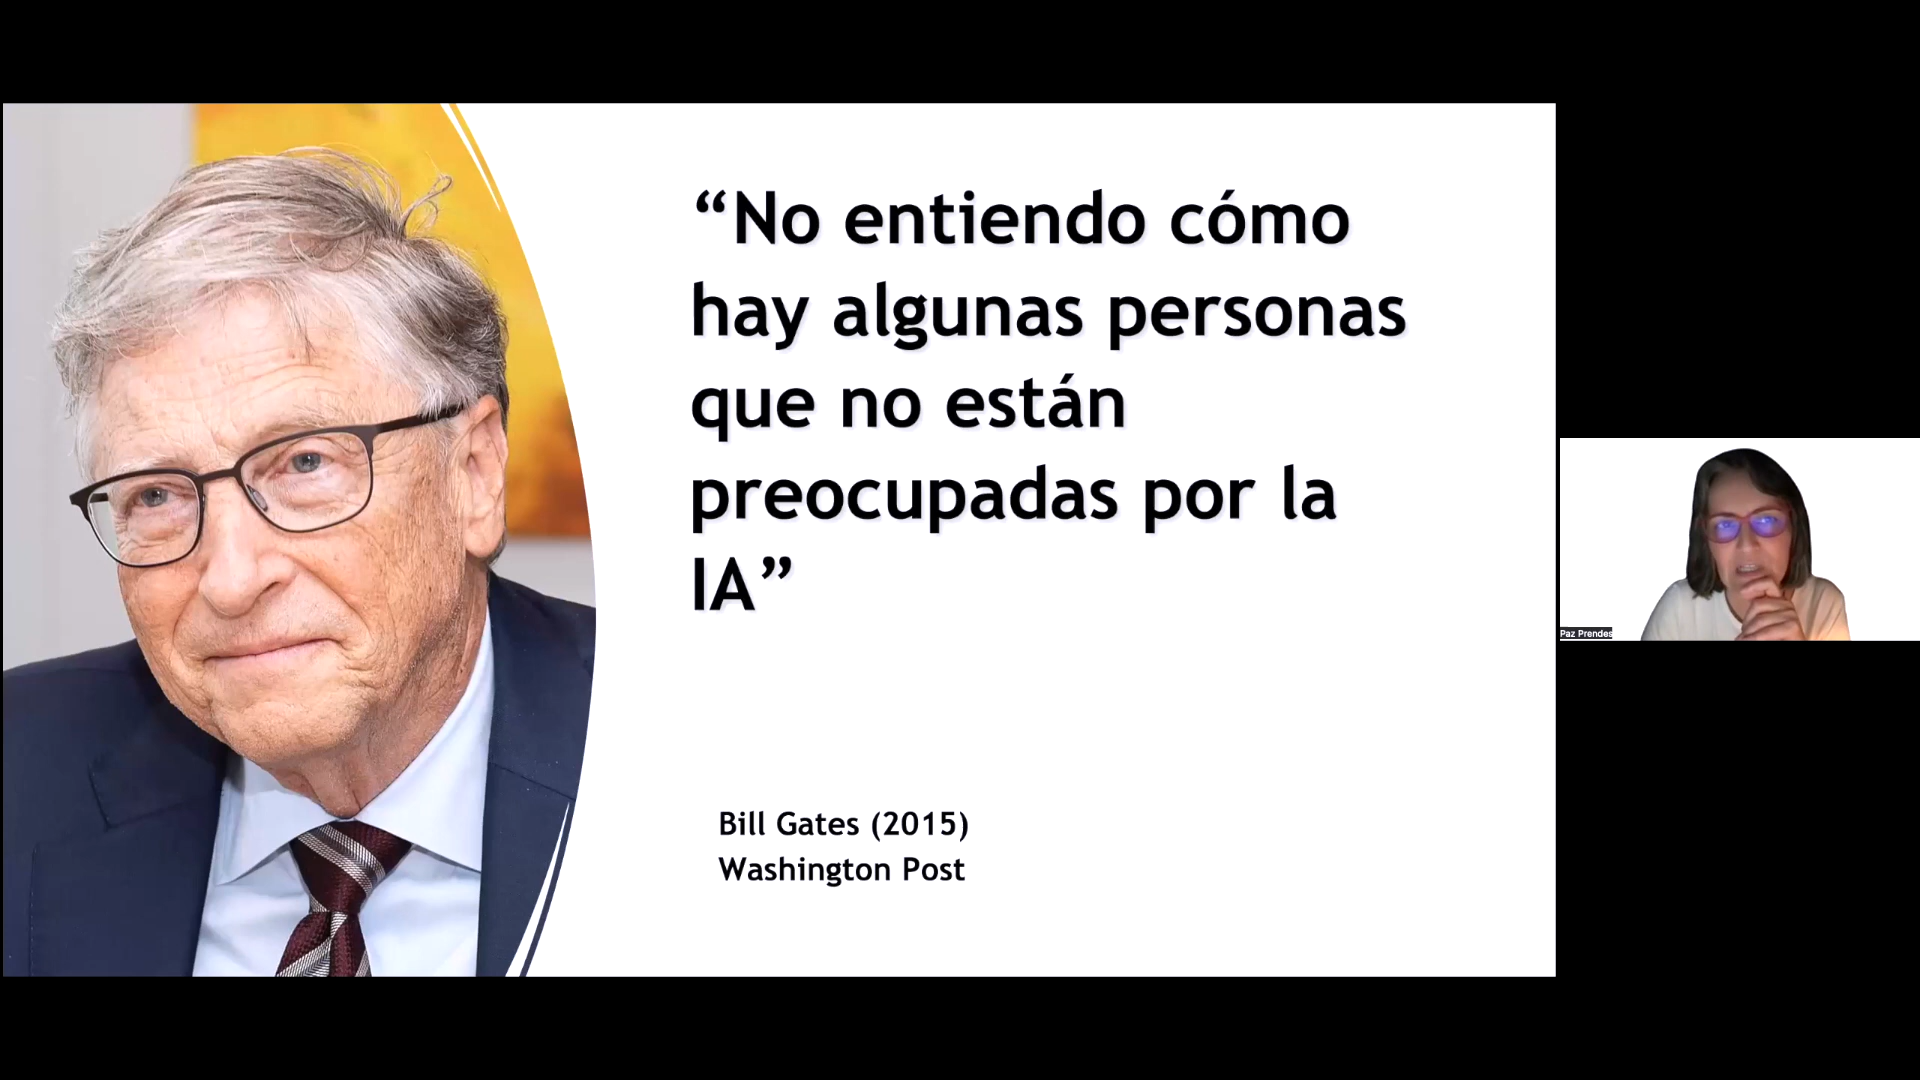 “No entiendo cómo
hay algunas personas
que no están
preocupadas por la
IA”
Bill Gates (2015)
Washington Post
Paz Prendes